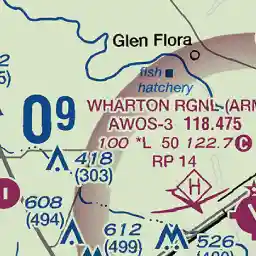 Glen Flora
fish
hatchery
09
WHARTON RGNL (ARM
AWOS-3 118.475
100 *L 50 122.7 C
RP 14
418
(303)
H
608
(494)
612
(499)
526